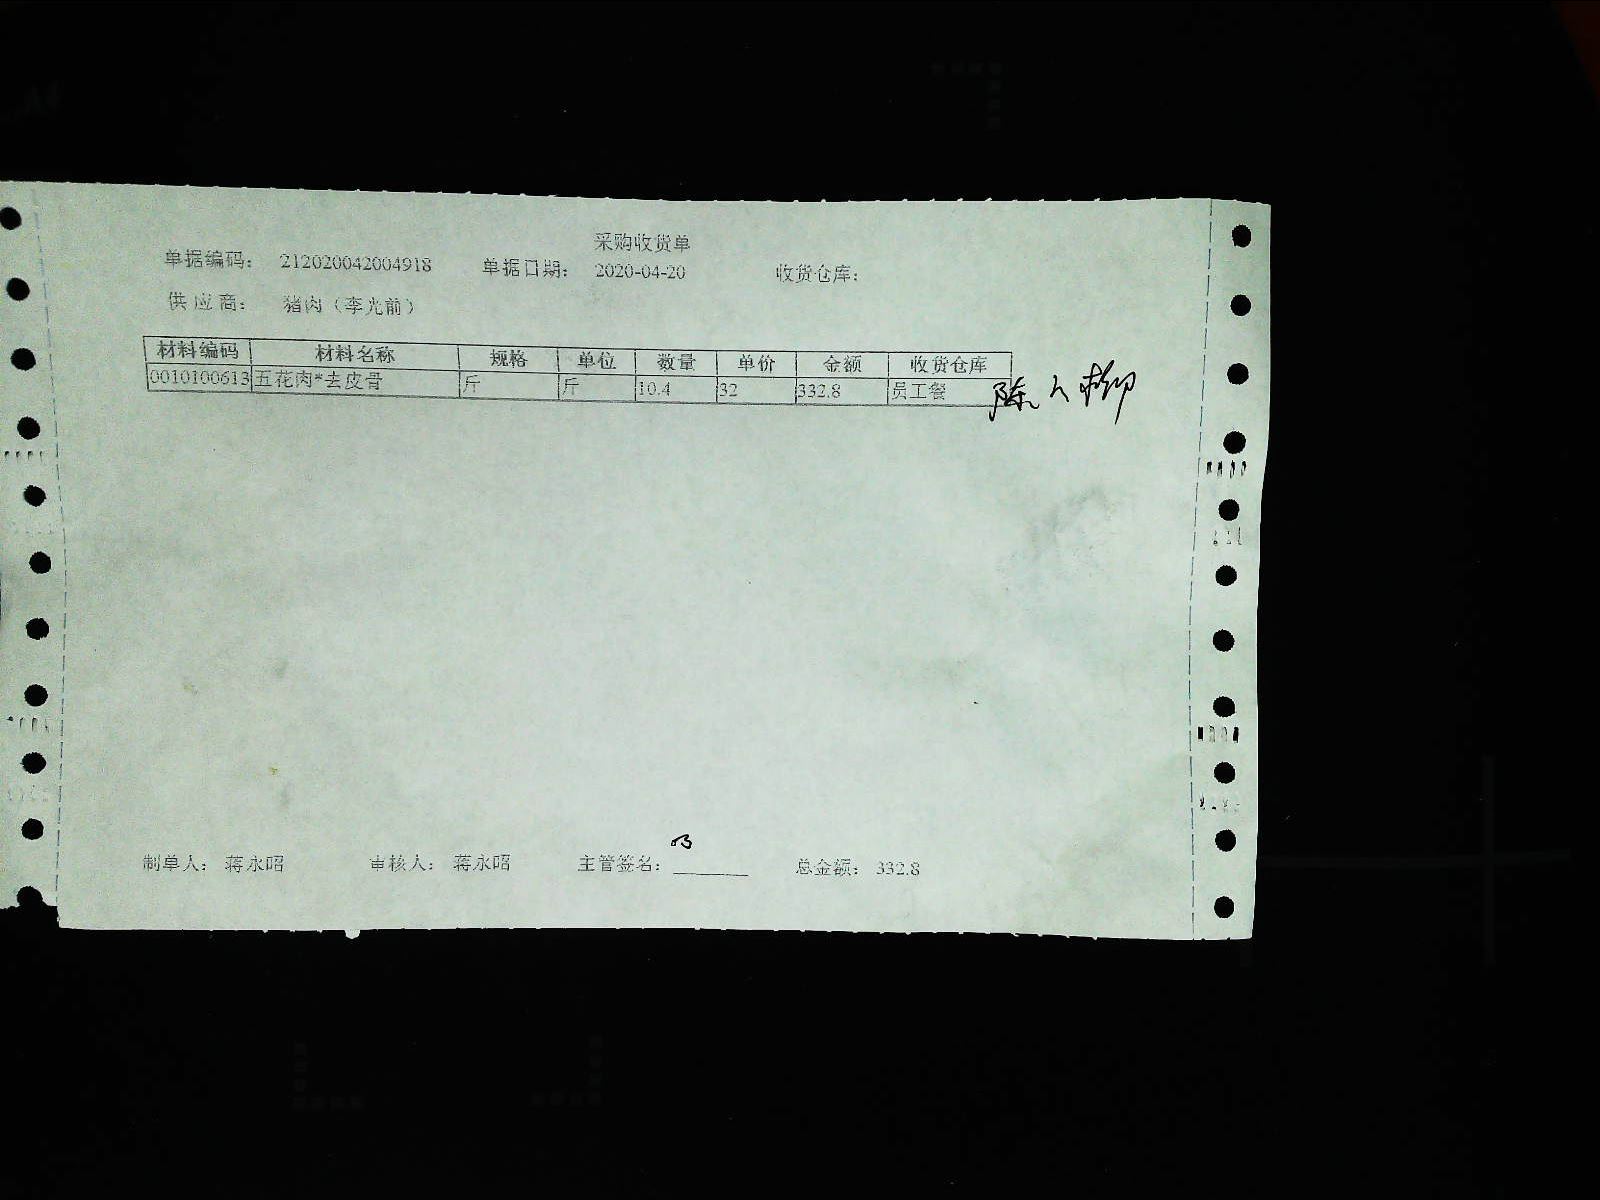 采购收货单
单据编码: 212020042004918 单据日期: 2020-04-20 收货仓库:
供应商: 猪肉（李光前）
材料编码 材料名称 规格 单位 数量 单价 金额 收货仓库
0010100613 五花肉*去皮骨 斤 斤 10.4 32 332.8 员工餐
制单人: 蒋永昭 审核人: 蒋永昭 主管签名: 总金额: 332.8